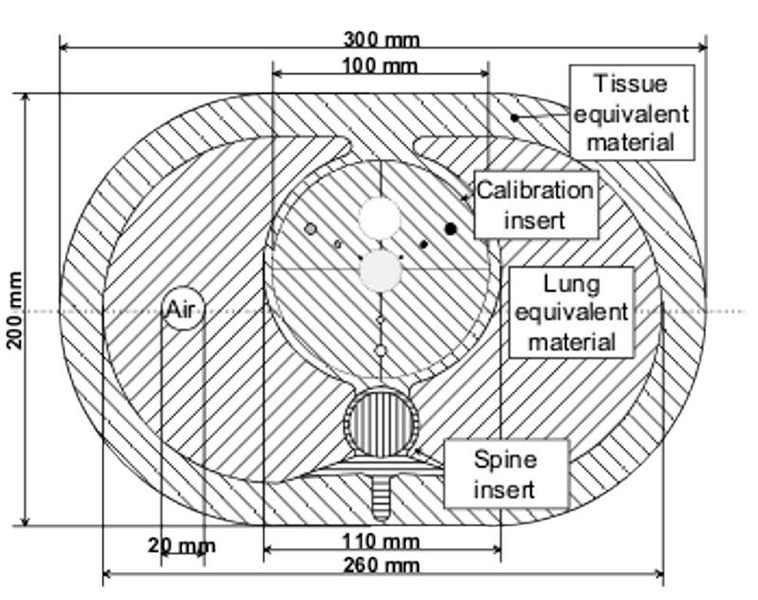 300 mm
100 mm
Tissue
equivalent
material
Calibration
insert
Lung
equivalent
material
Air
200 mm
Spine
insert
20 mm
110 mm
260 mm